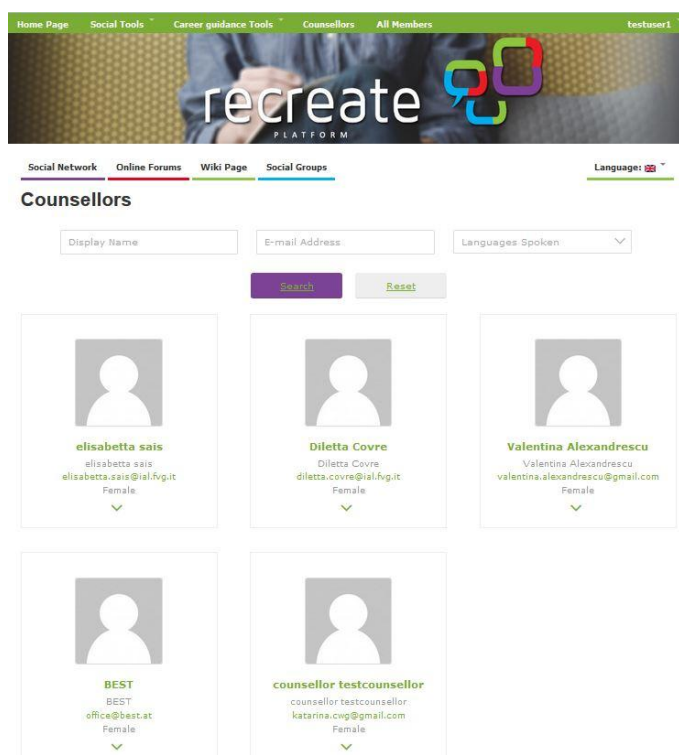 Home Page Social Tools Career guidance Tools Counsellors All Members testuser1
recreate
PLATFORM
Social Network Online Forums Wiki Page Social Groups Language:
Counsellors
Display Name E-mail Address Languages Spoken
Search Reset
elisabetta sais Diletta Covre Valentina Alexandrescu
elisabetta sais Diletta Covre Valentina Alexandrescu
elisabetta.sais@ial.fvg.it diletta.covre@ial.fvg.it valentina.alexandrescu@gmail.com
Female Female Female
BEST counsellor testcounsellor
BEST counsellor testcounsellor
office@best.at katarina.cwg@gmail.com
Female Female